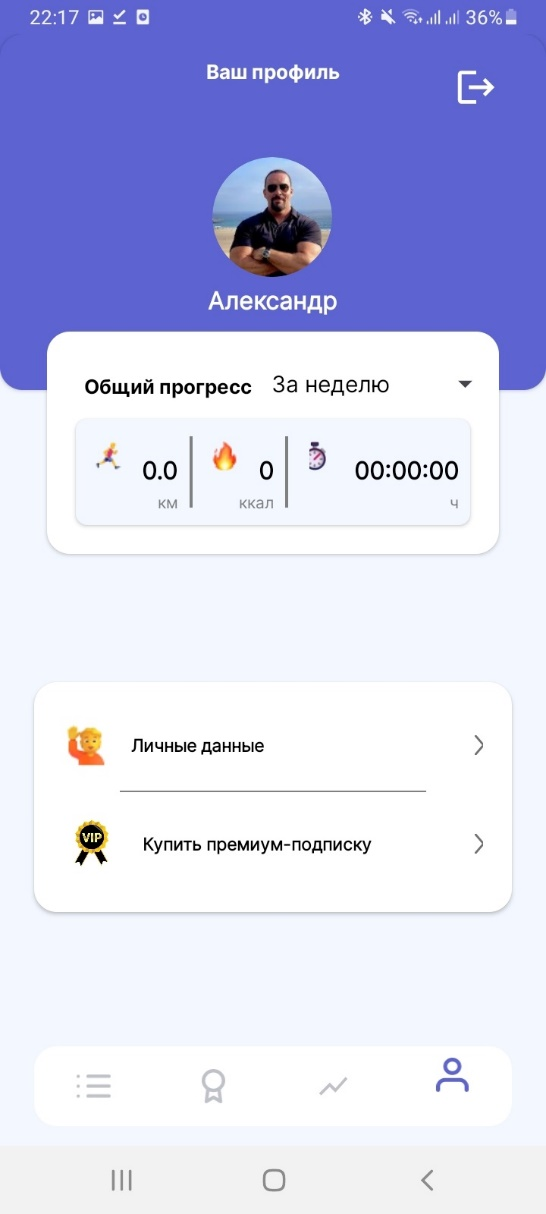 22:17 36%
Ваш профиль
Александр
Общий прогресс За неделю
0.0 0 00:00:00
км ккал ч
Личные данные
VIP
Купить премиум-подписку